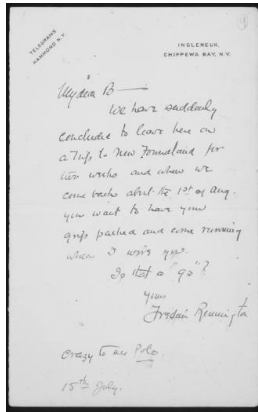 TELEGRAMS
HAMMOND N.Y.
INGLENEUK,
CHIPPEWA BAY, N.Y.
My dear B—
We have suddenly
concluded to leave here on
a trip to New Foundland for
two weeks and when we
come back about the 1st of Aug.
you want to have your
grip packed and come running
when I wire you.
Is that a "go"?
Yours
Frederic Remington
crazy to see Polo.
15th July.